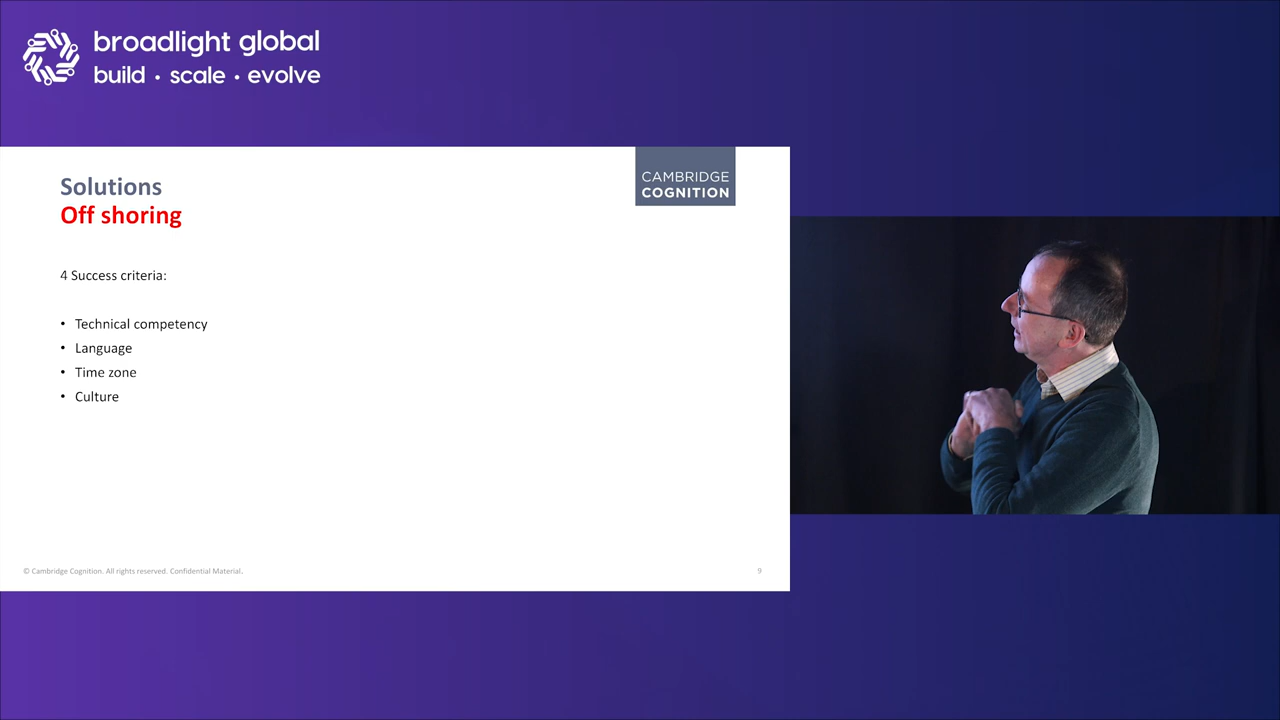 broadlight global
build • scale • evolve
CAMBRIDGE
COGNITION
Solutions
Off shoring
4 Success criteria:
• Technical competency
• Language
• Time zone
• Culture
© Cambridge Cognition. All rights reserved. Confidential Material.
9